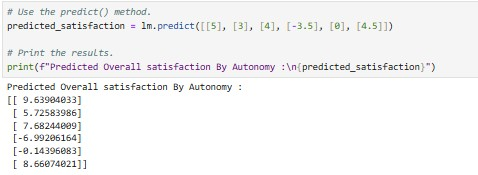 # Use the predict() method.
predicted_satisfaction = lm.predict([[5], [3], [4], [-3.5], [0], [4.5]])
# Print the results.
print(f"Predicted Overall satisfaction By Autonomy :\n{predicted_satisfaction}")
Predicted Overall satisfaction By Autonomy :
[[ 9.63904033]
[ 5.72583986]
[ 7.68244009]
[-6.99206164]
[-0.14396083]
[ 8.66074021]]